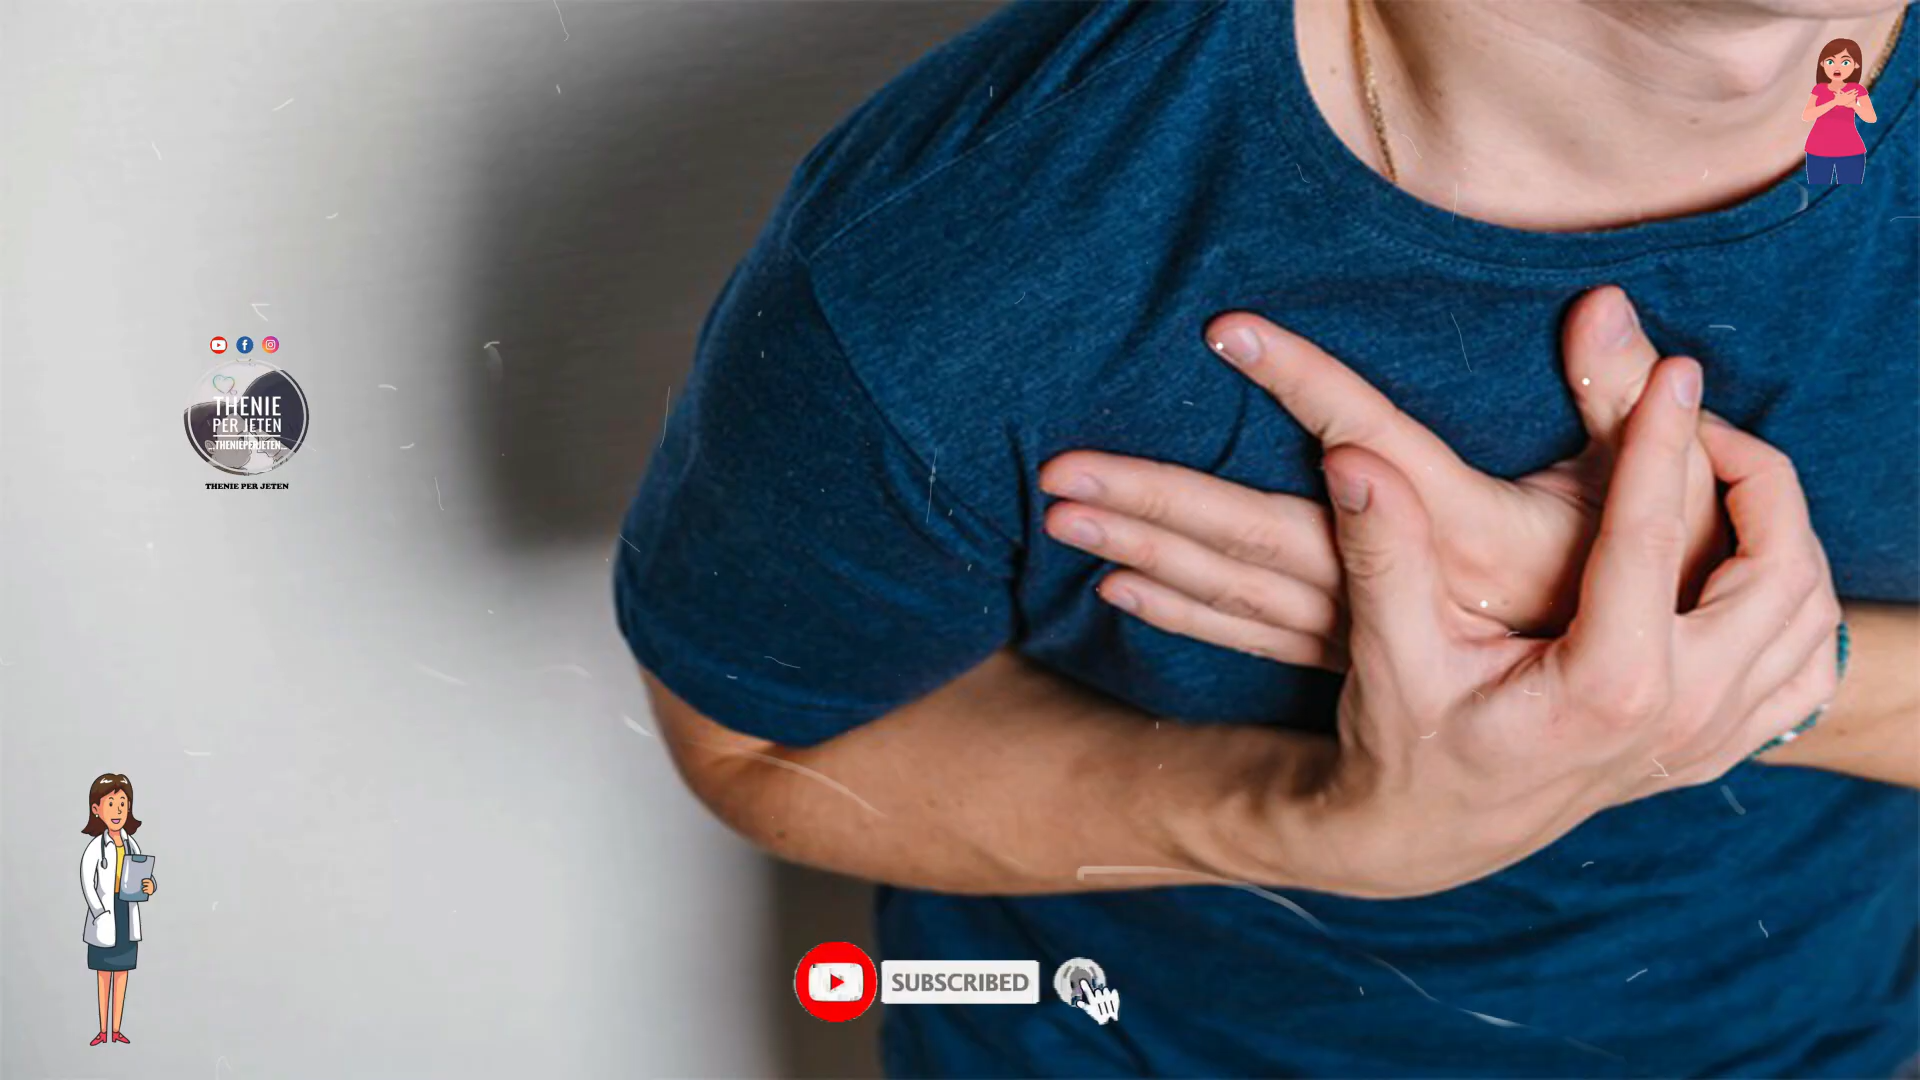 THENIE
PER JETEN
THENIEPERJETEN
THENIE PER JETEN
SUBSCRIBED